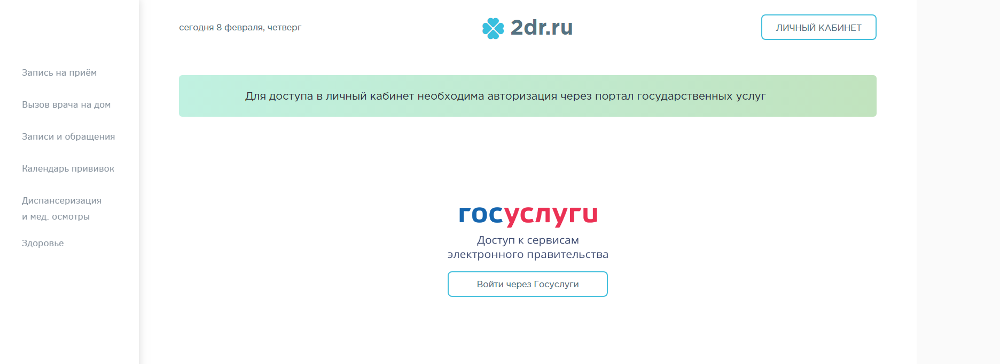 сегодня 8 февраля, четверг
2dr.ru
ЛИЧНЫЙ КАБИНЕТ
Запись на приём
Вызов врача на дом
Записи и обращения
Календарь прививок
Диспансеризация
и мед. осмотры
Здоровье
Для доступа в личный кабинет необходима авторизация через портал государственных услуг
госуслуги
Доступ к сервисам
электронного правительства
Войти через Госуслуги